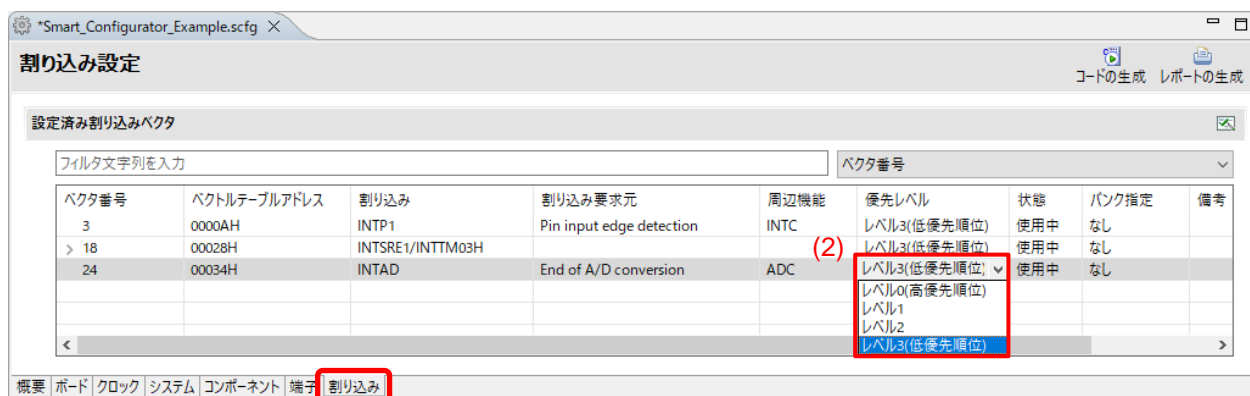 *Smart_Configurator_Example.scfg
割り込み設定
コードの生成 レポートの生成
設定済み割り込みベクタ
フィルタ文字列を入力 ベクタ番号
ベクタ番号 ベクトルテーブルアドレス 割り込み 割り込み要求元 周辺機能 優先レベル 状態 バンク指定 備考
3 0000AH INTP1 Pin input edge detection INTC レベル3(低優先順位) 使用中 なし
> 18 00028H INTSRE1/INTTM03H レベル3(低優先順位) 使用中 なし
(2)
24 00034H INTAD End of A/D conversion ADC レベル3(低優先順位) 使用中 なし
レベル0(高優先順位)
レベル1
レベル2
レベル3(低優先順位)
概要 ボード クロック システム コンポーネント 端子 割り込み